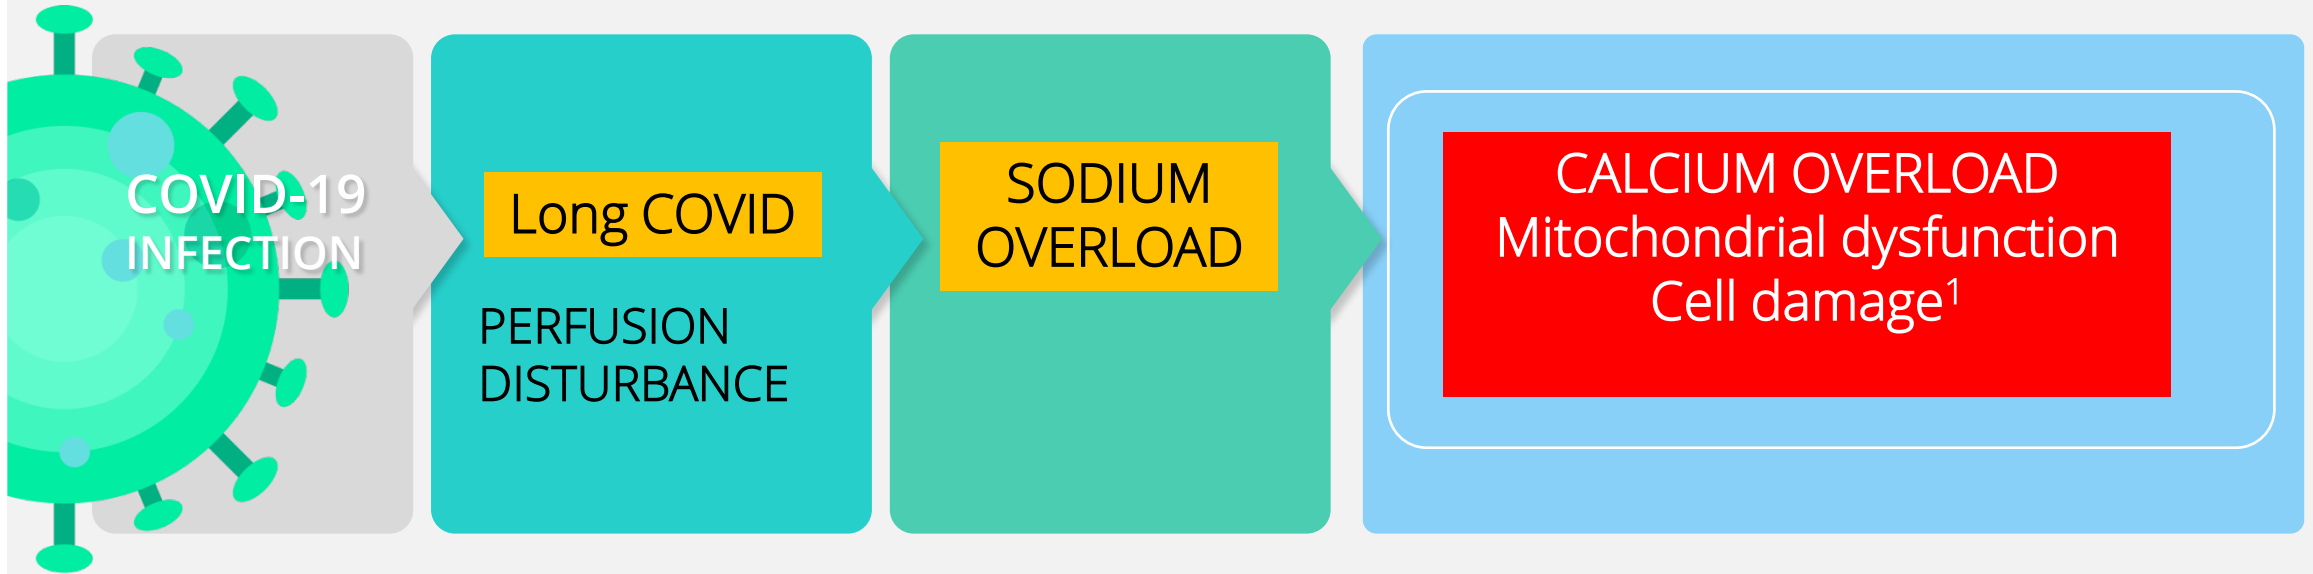 COVID-19
INFECTION
Long COVID
PERFUSION
DISTURBANCE
SODIUM
OVERLOAD
CALCIUM OVERLOAD
Mitochondrial dysfunction
Cell damage¹